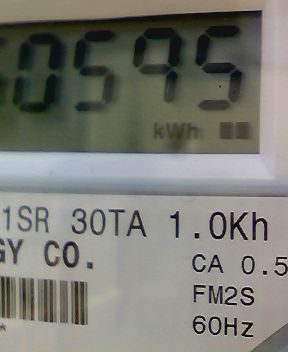 0595
kWh
1SR 30TA 1.0Kh
GY CO.
CA 0.5
FM2S
60Hz